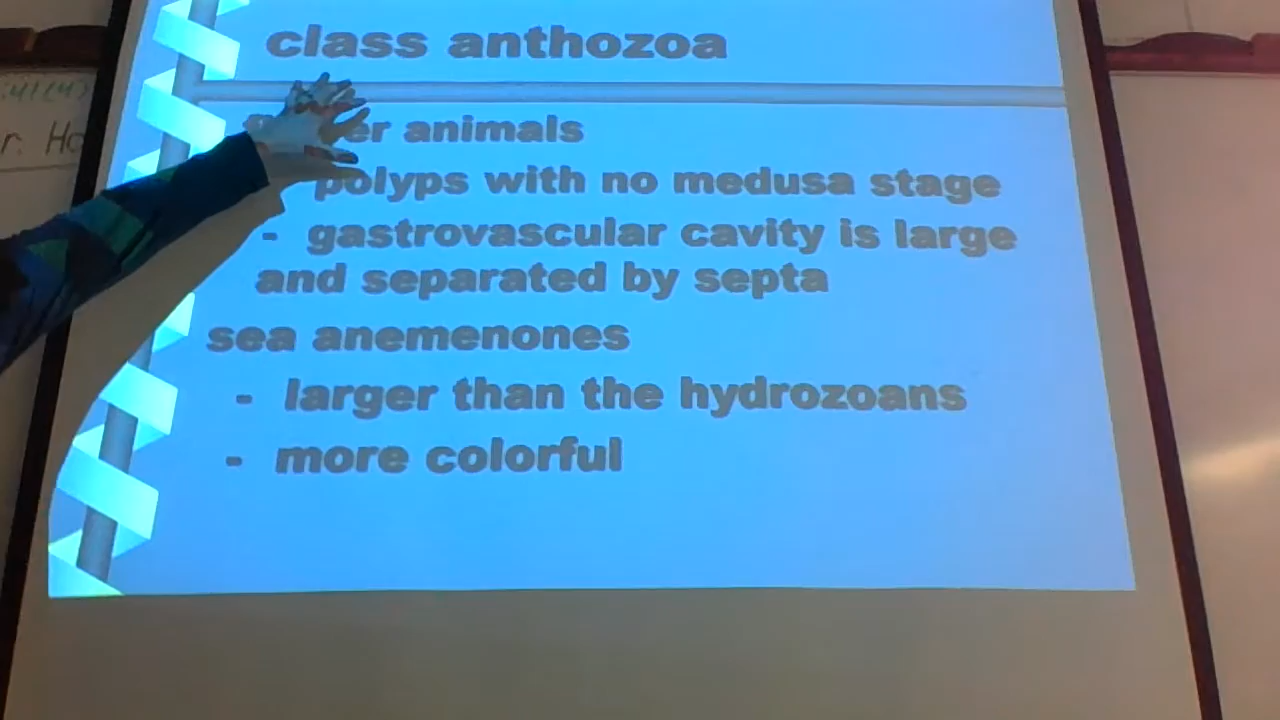 class anthozoa
animals
polyps with no medusa stage
- gastrovascular cavity is large
and separated by septa
sea anemenones
- larger than the hydrozoans
- more colorful